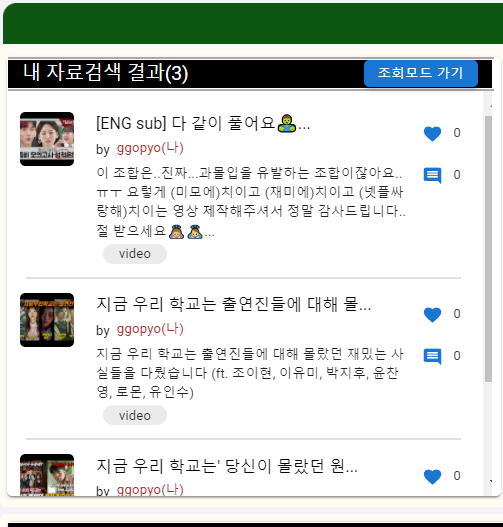 내 자료검색 결과(3)
조회모드 가기
[ENG sub] 다 같이 풀어요🧟‍♂️...
by ggopyo(나)
0
이 조합은..진짜...과몰입을 유발하는 조합이잖아요..
ㅠㅜ 요렇게 (미모에)치이고 (재미에)치이고 (넷플싸
랑해)치이는 영상 제작해주셔서 정말 감사드립니다..
절 받으세요🙇‍♀️🙇‍♂️...
0
video
지금 우리 학교는 출연진들에 대해 몰...
by ggopyo(나)
0
지금 우리 학교는 출연진들에 대해 몰랐던 재밌는 사
실들을 다뤘습니다 (ft. 조이현, 이유미, 박지후, 윤찬
영, 로몬, 유인수)
0
video
지금 우리 학교는' 당신이 몰랐던 원...
by ggopyo(나)
0